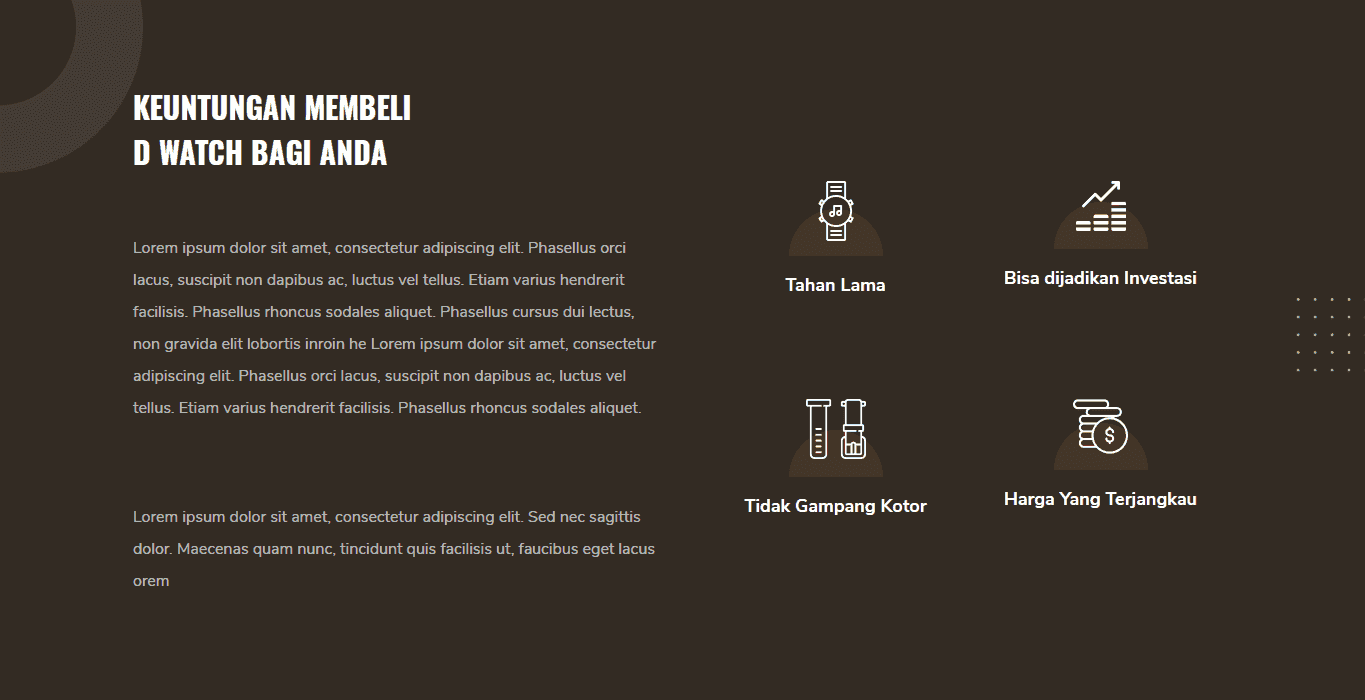 KEUNTUNGAN MEMBELI
D WATCH BAGI ANDA
Lorem ipsum dolor sit amet, consectetur adipiscing elit. Phasellus orci
lacus, suscipit non dapibus ac, luctus vel tellus. Etiam varius hendrerit
facilisis. Phasellus rhoncus sodales aliquet. Phasellus cursus dui lectus,
non gravida elit lobortis inroin he Lorem ipsum dolor sit amet, consectetur
adipiscing elit. Phasellus orci lacus, suscipit non dapibus ac, luctus vel
tellus. Etiam varius hendrerit facilisis. Phasellus rhoncus sodales aliquet.
Lorem ipsum dolor sit amet, consectetur adipiscing elit. Sed nec sagittis
dolor. Maecenas quam nunc, tincidunt quis facilisis ut, faucibus eget lacus
orem
Tahan Lama
Bisa dijadikan Investasi
$
Tidak Gampang Kotor
Harga Yang Terjangkau